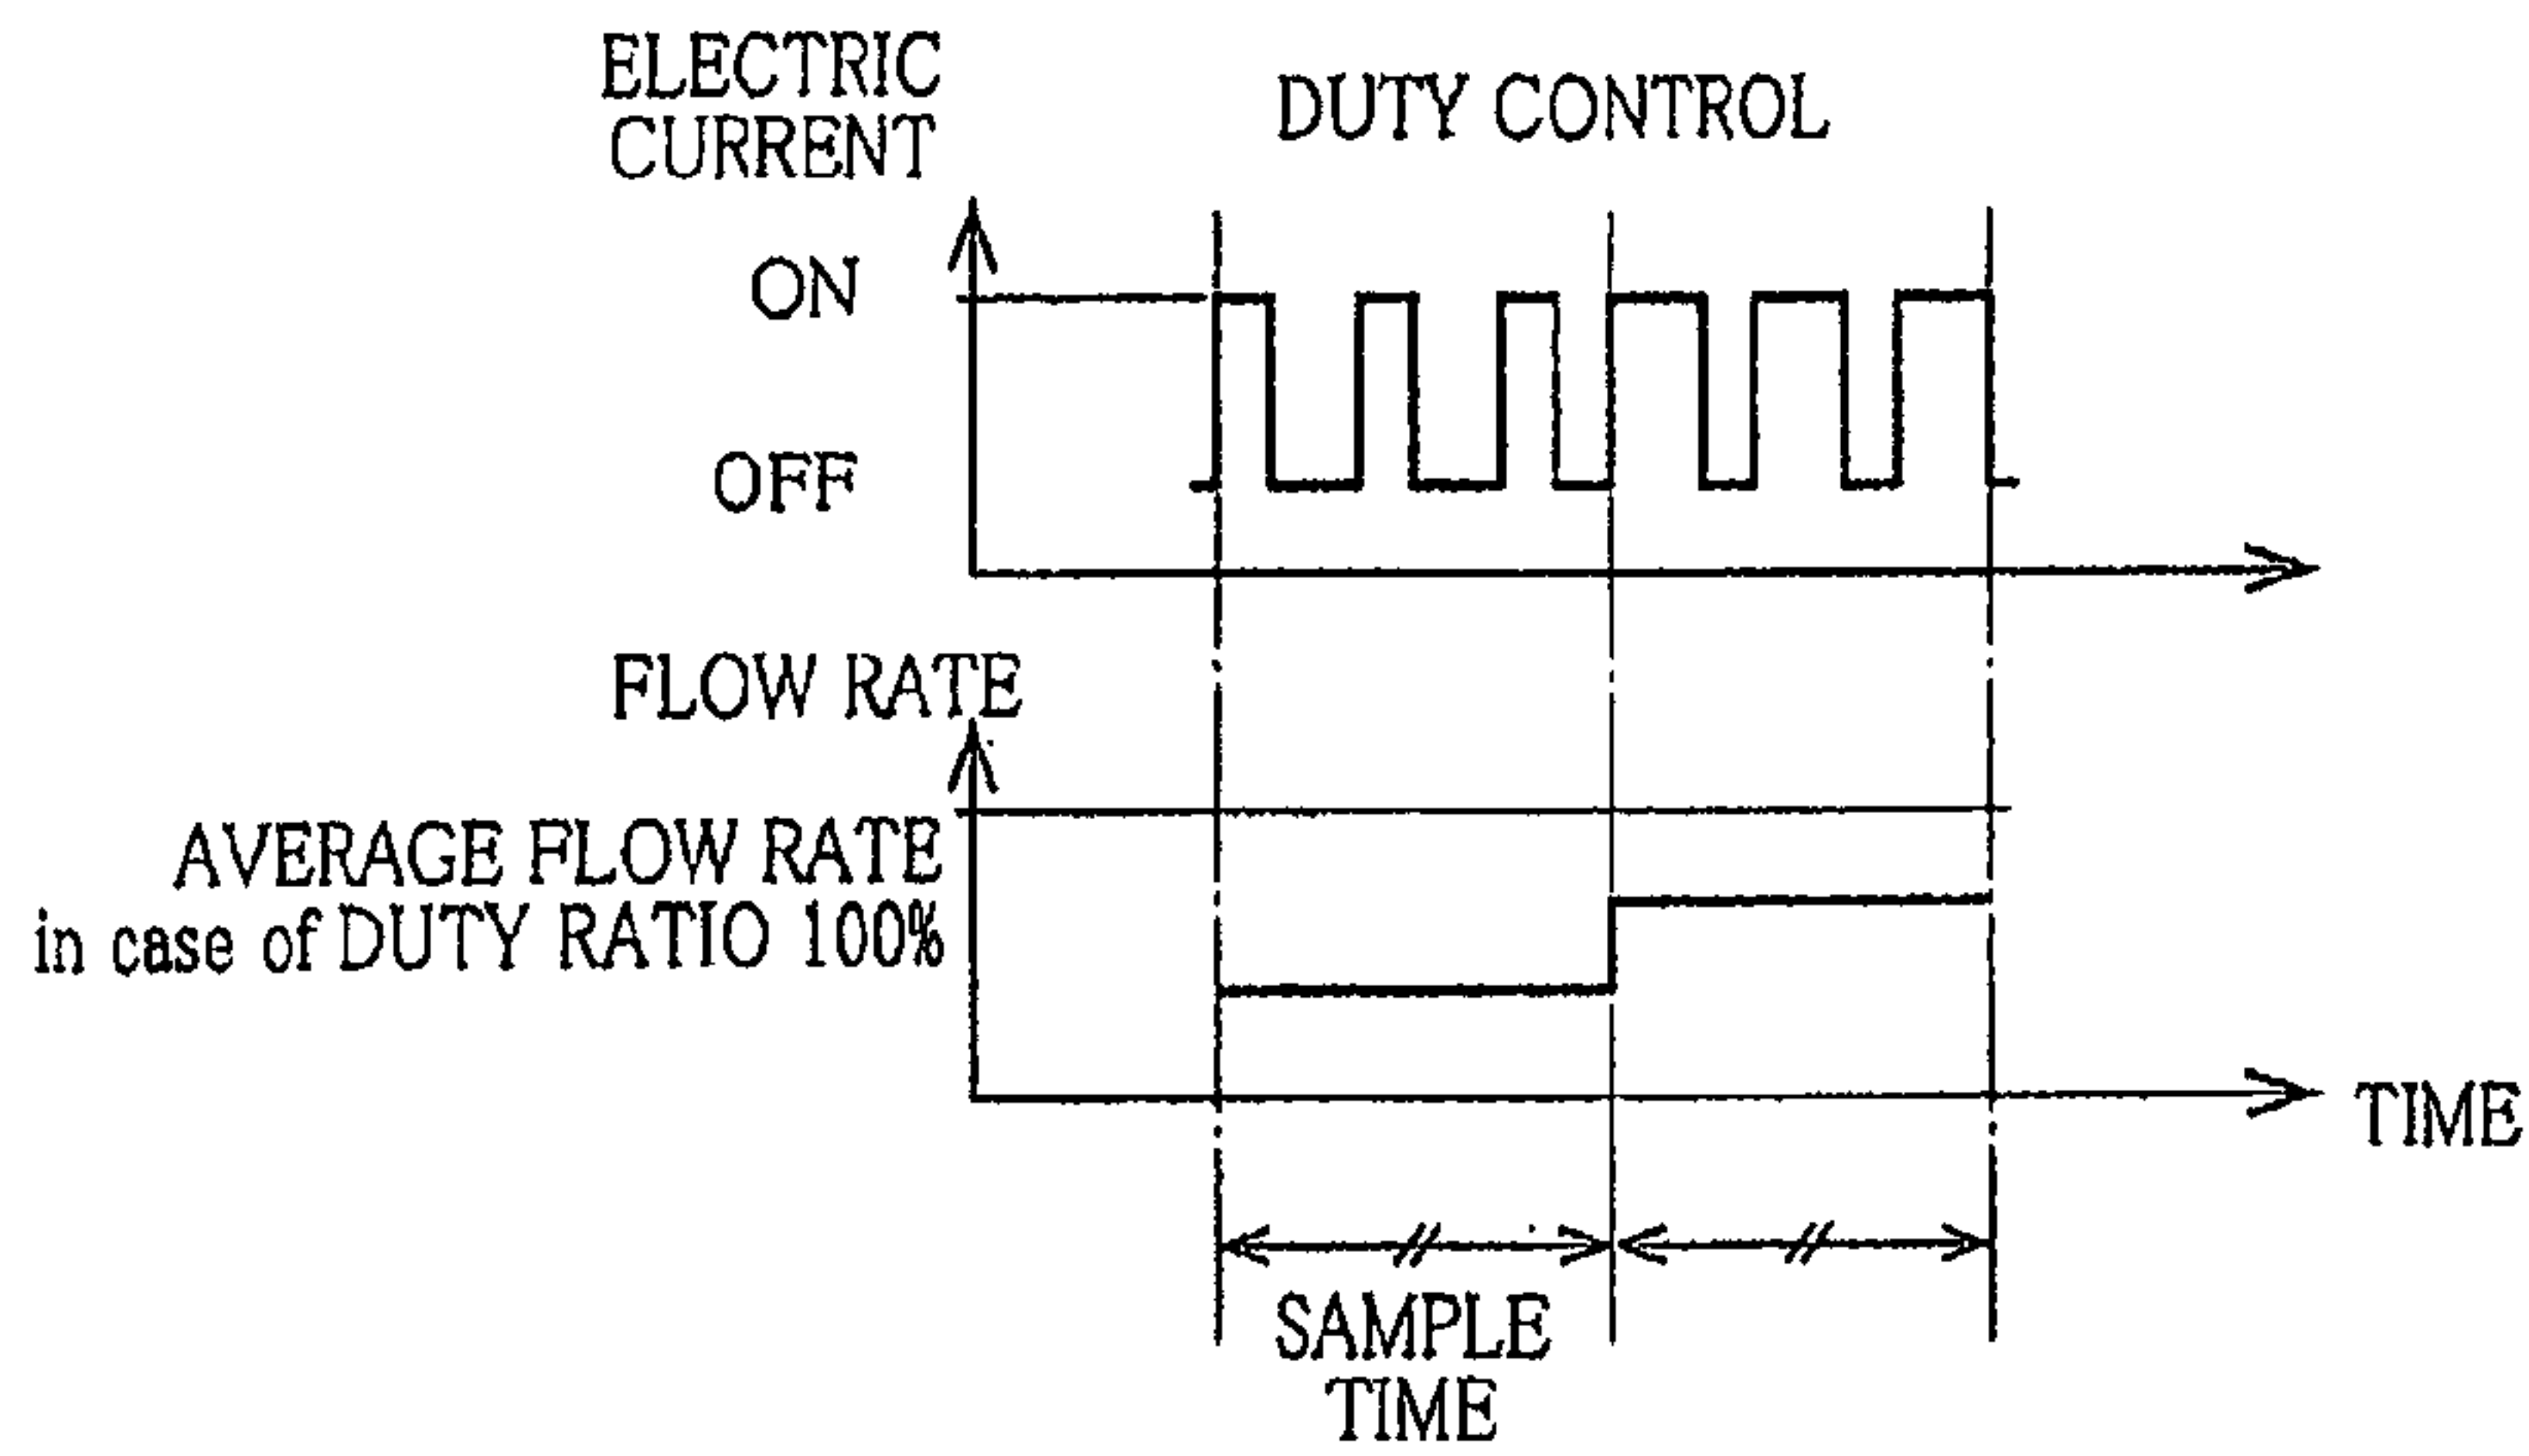 ELECTRIC
CURRENT
DUTY CONTROL
ON
OFF
FLOW RATE
AVERAGE FLOW RATE
in case of DUTY RATIO 100%
TIME
SAMPLE
TIME